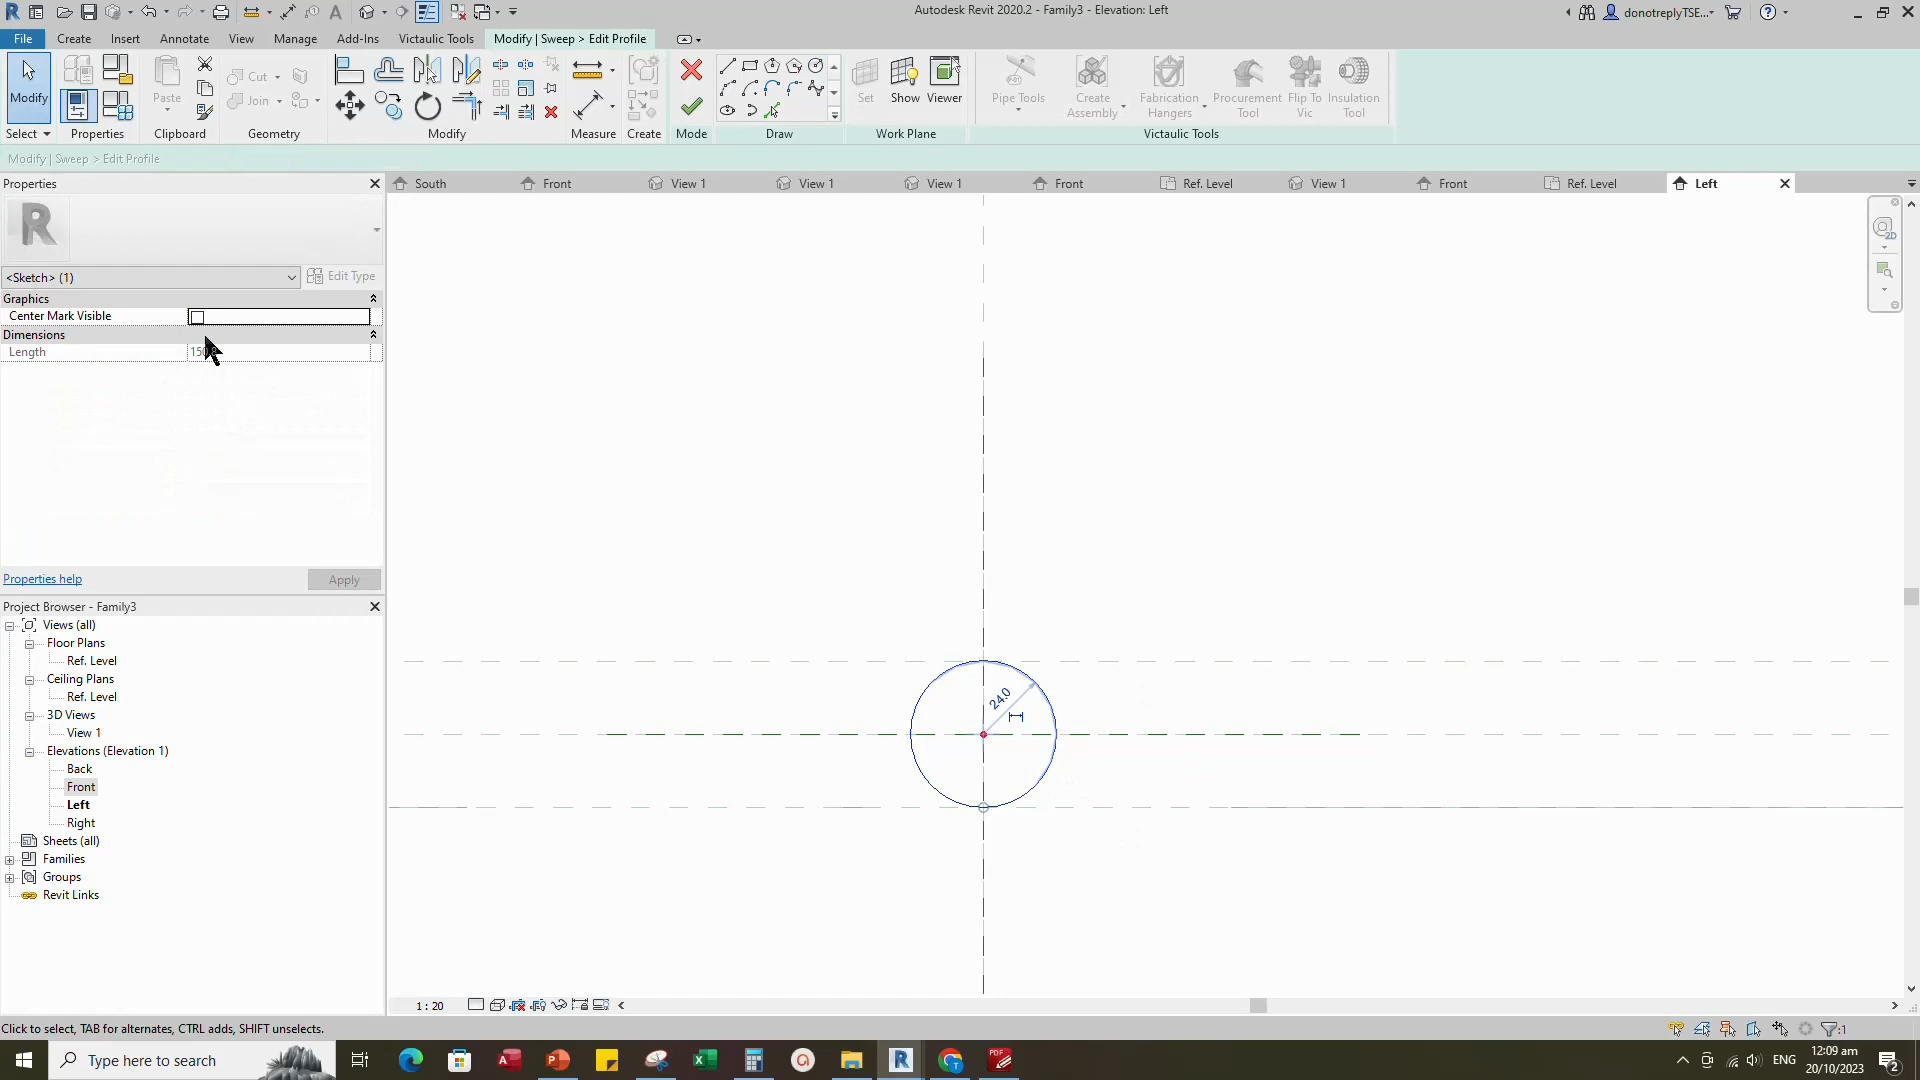 Autodesk Revit 2020.2 - Family3 - Elevation: Left
donotreplyTSE...
File Create Insert Annotate View Manage Add-Ins Victaulic Tools Modify | Sweep > Edit Profile
Modify
Paste
Cut
Join
Set Show Viewer
Pipe Tools
Create Assembly
Fabrication Hangers
Procurement Tool
Flip To Vic
Insulation Tool
Select Properties Clipboard Geometry Modify Measure Create Mode Draw Work Plane Victaulic Tools
Modify | Sweep > Edit Profile
Properties
South Front View 1 View 1 View 1 Front Ref. Level View 1 Front Ref. Level Left
R
<Sketch> (1)
Edit Type
Graphics
Center Mark Visible
Dimensions
Length
24.0
Properties help
Apply
Project Browser - Family3
Views (all)
Floor Plans
Ref. Level
Ceiling Plans
Ref. Level
3D Views
View 1
Elevations (Elevation 1)
Back
Front
Left
Right
Sheets (all)
Families
Groups
Revit Links
1 : 20
Click to select, TAB for alternates, CTRL adds, SHIFT unselects.
:1
Type here to search
ENG
12:09 am
20/10/2023
2